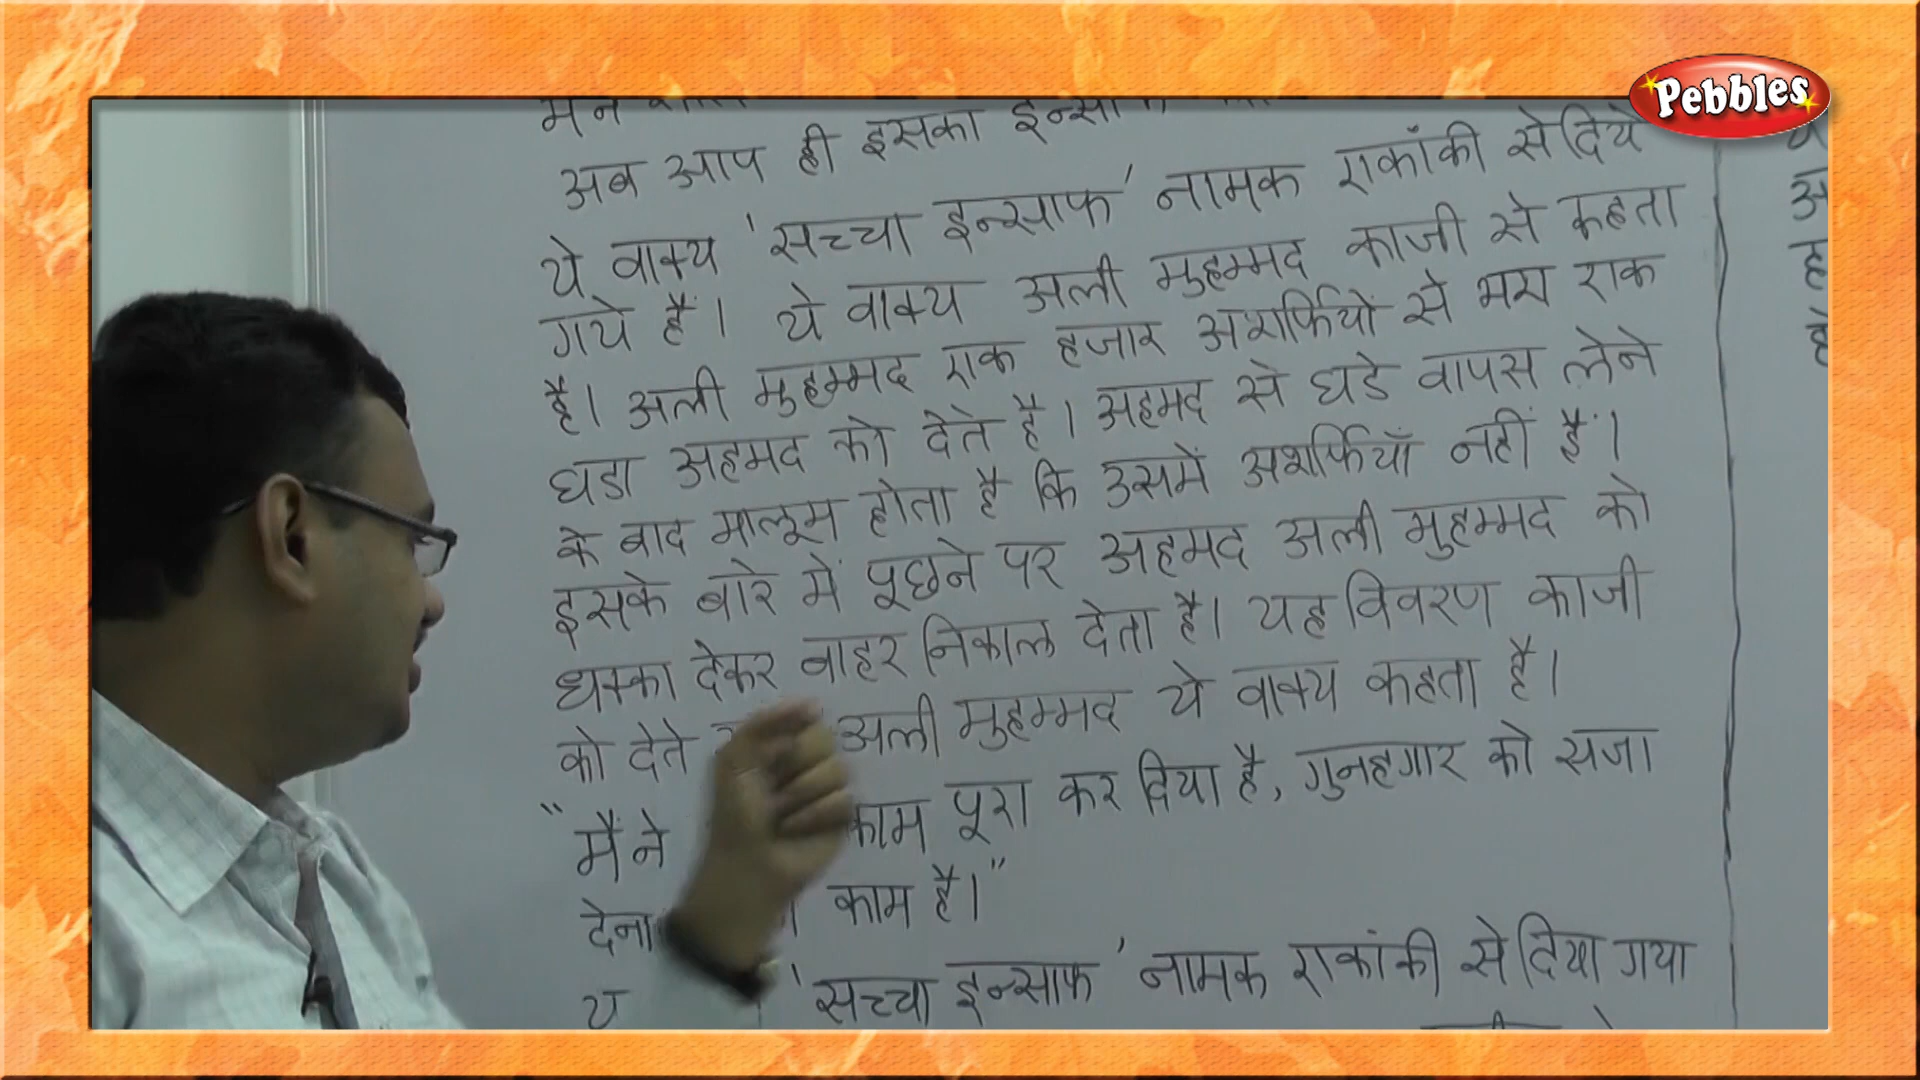 Pebbles
मैंने
अब आप ही इसका
ये वाक्य 'सच्चा इन्साफ' नामक एकाँकी से दिये
गये हैं। ये वाक्य अली मुहम्मद काजी से कहता
है। अली मुहम्मद एक हजार अशर्फियों से भरा एक
घडा अहमद को देते है। अहमद से घडे वापस लेने
के बाद मालूम होता है कि उसमें अशर्फियाँ नहीं हैं।
इसके बारे में पूछने पर अहमद अली मुहम्मद को
धक्का देकर बाहर निकाल देता है। यह विवरण काजी
को देते अली मुहम्मद ये वाक्य कहता है।
“मैंने काम पूरा कर दिया है, गुनहगार को सजा
देना काम है।”
'सच्चा इन्साफ' नामक एकांकी से दिया गया